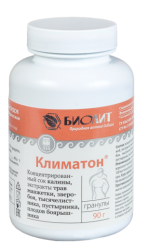 БИОЛИТ
Климатон®
Концентрирован-
ный сок калины,
экстракты трав
манжетки, зверо-
боя, тысячелист-
ника, пустырника,
плодов боярыш-
ника
гранулы
90 г